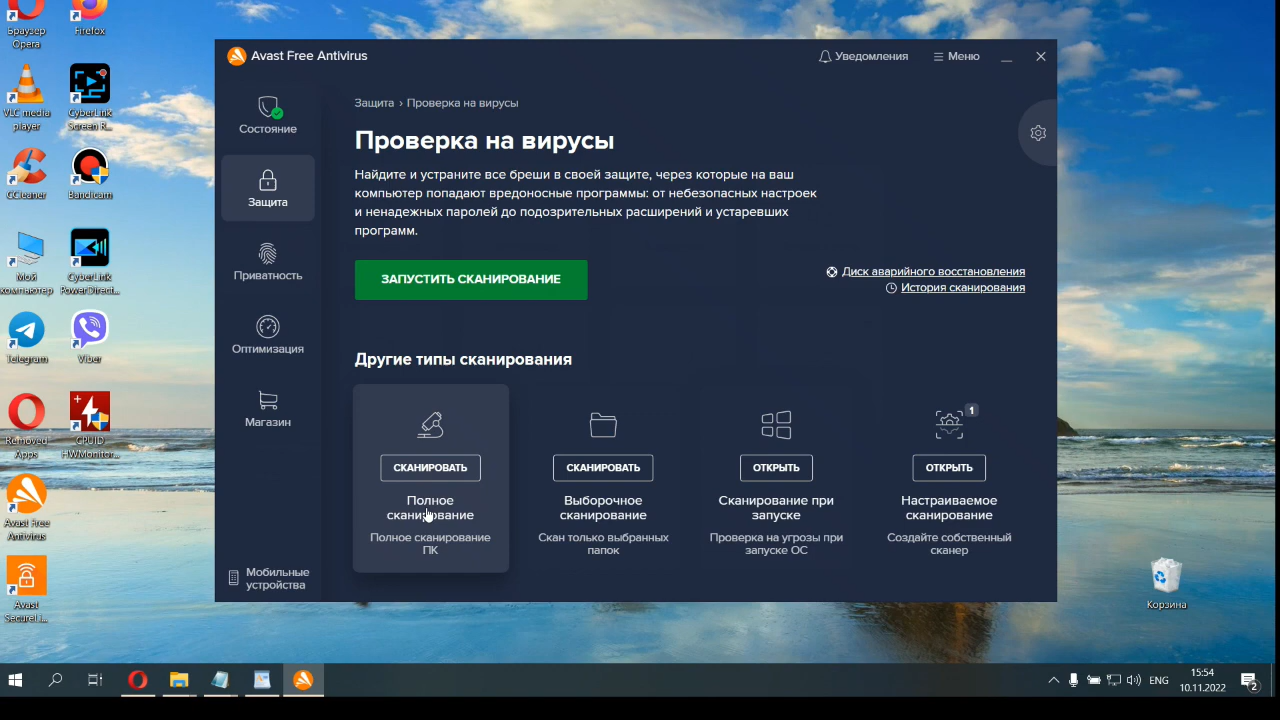 Браузер
Opera
Firefox
VLC media
player
CyberLink
Screen R...
CCleaner
Bandicam
Мой
компьютер
CyberLink
PowerDirect...
Telegram
Viber
Removed
Apps
CPUID
HWMonitor...
Avast Free
Antivirus
Avast
SecureLi...
Avast Free Antivirus
Уведомления
Меню
Состояние
Защита
Приватность
Оптимизация
Магазин
Мобильные
устройства
Защита › Проверка на вирусы
Проверка на вирусы
Найдите и устраните все бреши в своей защите, через которые на ваш
компьютер попадают вредоносные программы: от небезопасных настроек
и ненадежных паролей до подозрительных расширений и устаревших
программ.
ЗАПУСТИТЬ СКАНИРОВАНИЕ
Диск аварийного восстановления
История сканирования
Другие типы сканирования
СКАНИРОВАТЬ
Полное
сканирование
Полное сканирование
ПК
СКАНИРОВАТЬ
Выборочное
сканирование
Скан только выбранных
папок
ОТКРЫТЬ
Сканирование при
запуске
Проверка на угрозы при
запуске ОС
1
ОТКРЫТЬ
Настраиваемое
сканирование
Создайте собственный
сканер
Корзина
ENG
15:54
10.11.2022
2